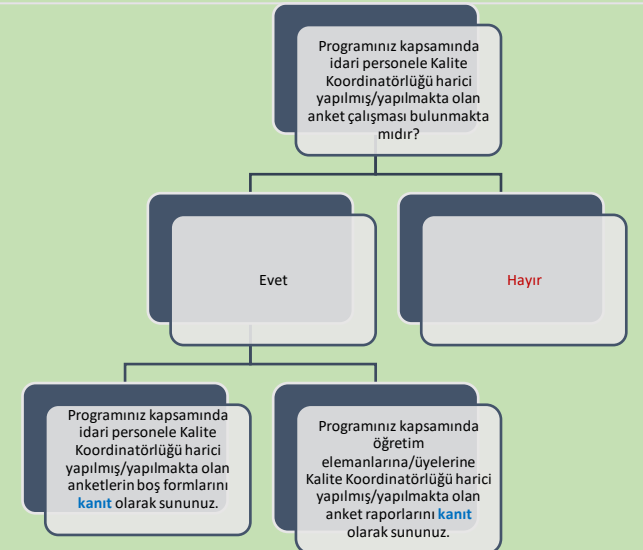 Programınız kapsamında
idari personele Kalite
Koordinatörlüğü harici
yapılmış/yapılmakta olan
anket çalışması bulunmakta
mıdır?
Evet
Hayır
Programınız kapsamında
idari personele Kalite
Koordinatörlüğü harici
yapılmış/yapılmakta olan
anketlerin boş formlarını
kanıt olarak sununuz.
Programınız kapsamında
öğretim
elemanlarına/üyelerine
Kalite Koordinatörlüğü harici
yapılmış/yapılmakta olan
anket raporlarını kanıt
olarak sununuz.